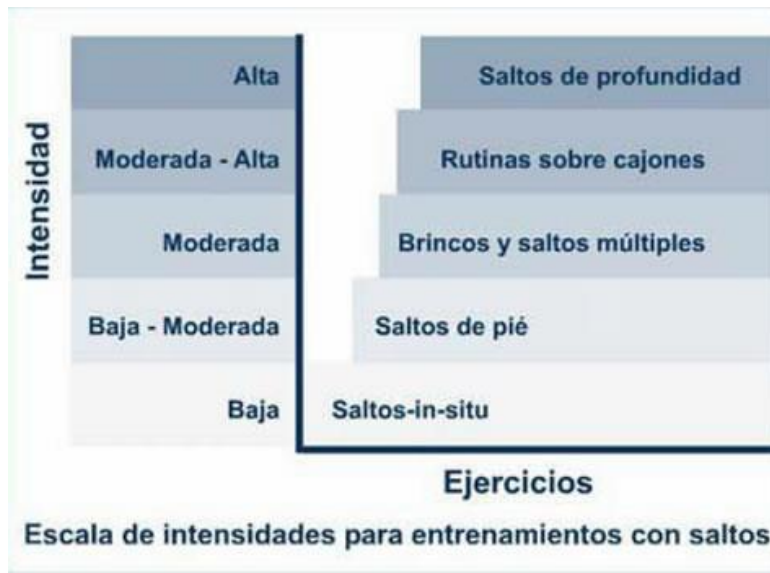 Intensidad
Alta
Saltos de profundidad
Moderada - Alta
Rutinas sobre cajones
Moderada
Brincos y saltos múltiples
Baja - Moderada
Saltos de pié
Baja
Saltos-in-situ
Ejercicios
Escala de intensidades para entrenamientos con saltos